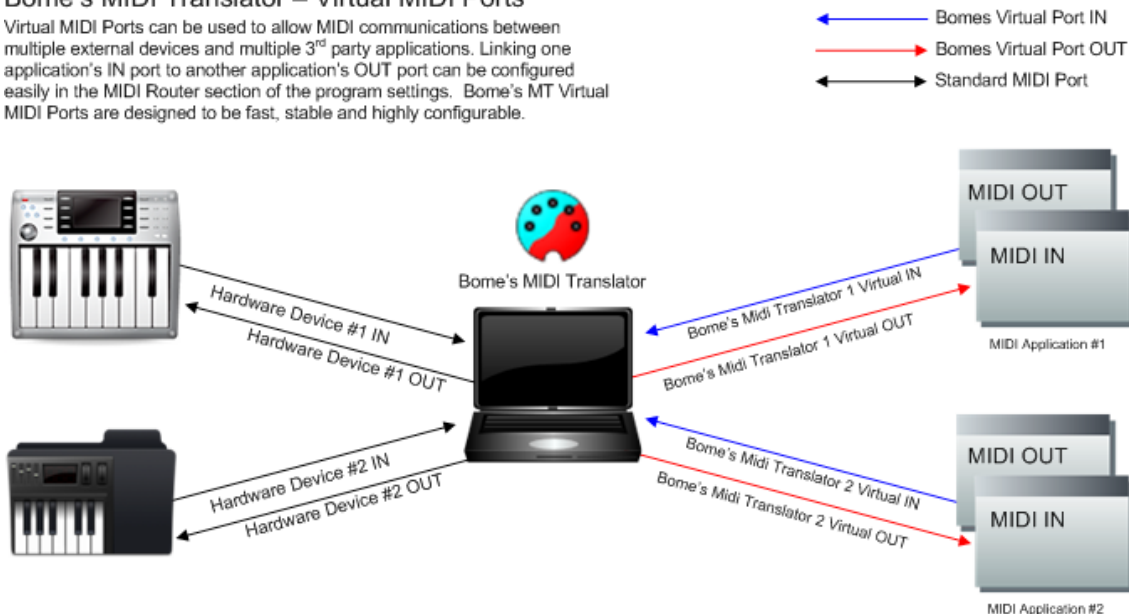 Bome's MIDI Translator – Virtual MIDI Ports
Virtual MIDI Ports can be used to allow MIDI communications between
multiple external devices and multiple 3rd party applications. Linking one
application's IN port to another application's OUT port can be configured
easily in the MIDI Router section of the program settings. Bome's MT Virtual
MIDI Ports are designed to be fast, stable and highly configurable.
Bomes Virtual Port IN
Bomes Virtual Port OUT
Standard MIDI Port
Bome's MIDI Translator
Hardware Device #1 IN
Hardware Device #1 OUT
Hardware Device #2 IN
Hardware Device #2 OUT
Bome's Midi Translator 1 Virtual IN
Bome's Midi Translator 1 Virtual OUT
MIDI OUT
MIDI IN
MIDI Application #1
Bome's Midi Translator 2 Virtual IN
Bome's Midi Translator 2 Virtual OUT
MIDI OUT
MIDI IN
MIDI Application #2